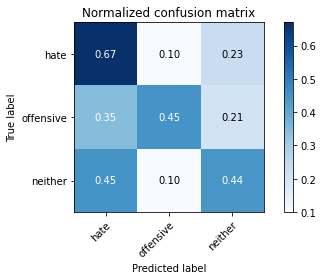 Normalized confusion matrix
True label
hate 0.67 0.10 0.23
offensive 0.35 0.45 0.21
neither 0.45 0.10 0.44
hate offensive neither
Predicted label
0.6
0.5
0.4
0.3
0.2
0.1